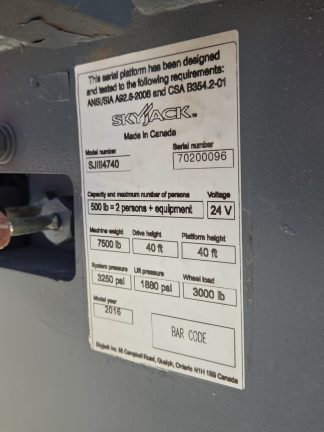 This aerial platform has been designed
and tested to the following requirements:
ANSI/SIA A92.6-2006 and CSA B354.2-01
SKYJACK™
Made in Canada
Model number Serial number
SJIII4740 70200096
Capacity and maximum number of persons Voltage
500 lb = 2 persons + equipment 24 V
Machine weight Drive height Platform height
7500 lb 40 ft 40 ft
System pressure Lift pressure Wheel load
3250 psi 1880 psi 3000 lb
Model year
2016
BAR CODE
Skyjack Inc. 55 Campbell Road, Guelph, Ontario N1H 1B9 Canada